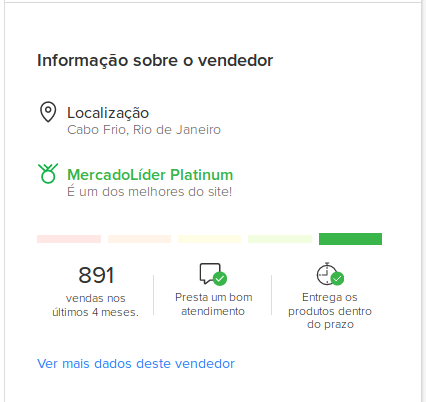 Informação sobre o vendedor
Localização
Cabo Frio, Rio de Janeiro
MercadoLíder Platinum
É um dos melhores do site!
891
vendas nos
últimos 4 meses.
Presta um bom
atendimento
Entrega os
produtos dentro
do prazo
Ver mais dados deste vendedor